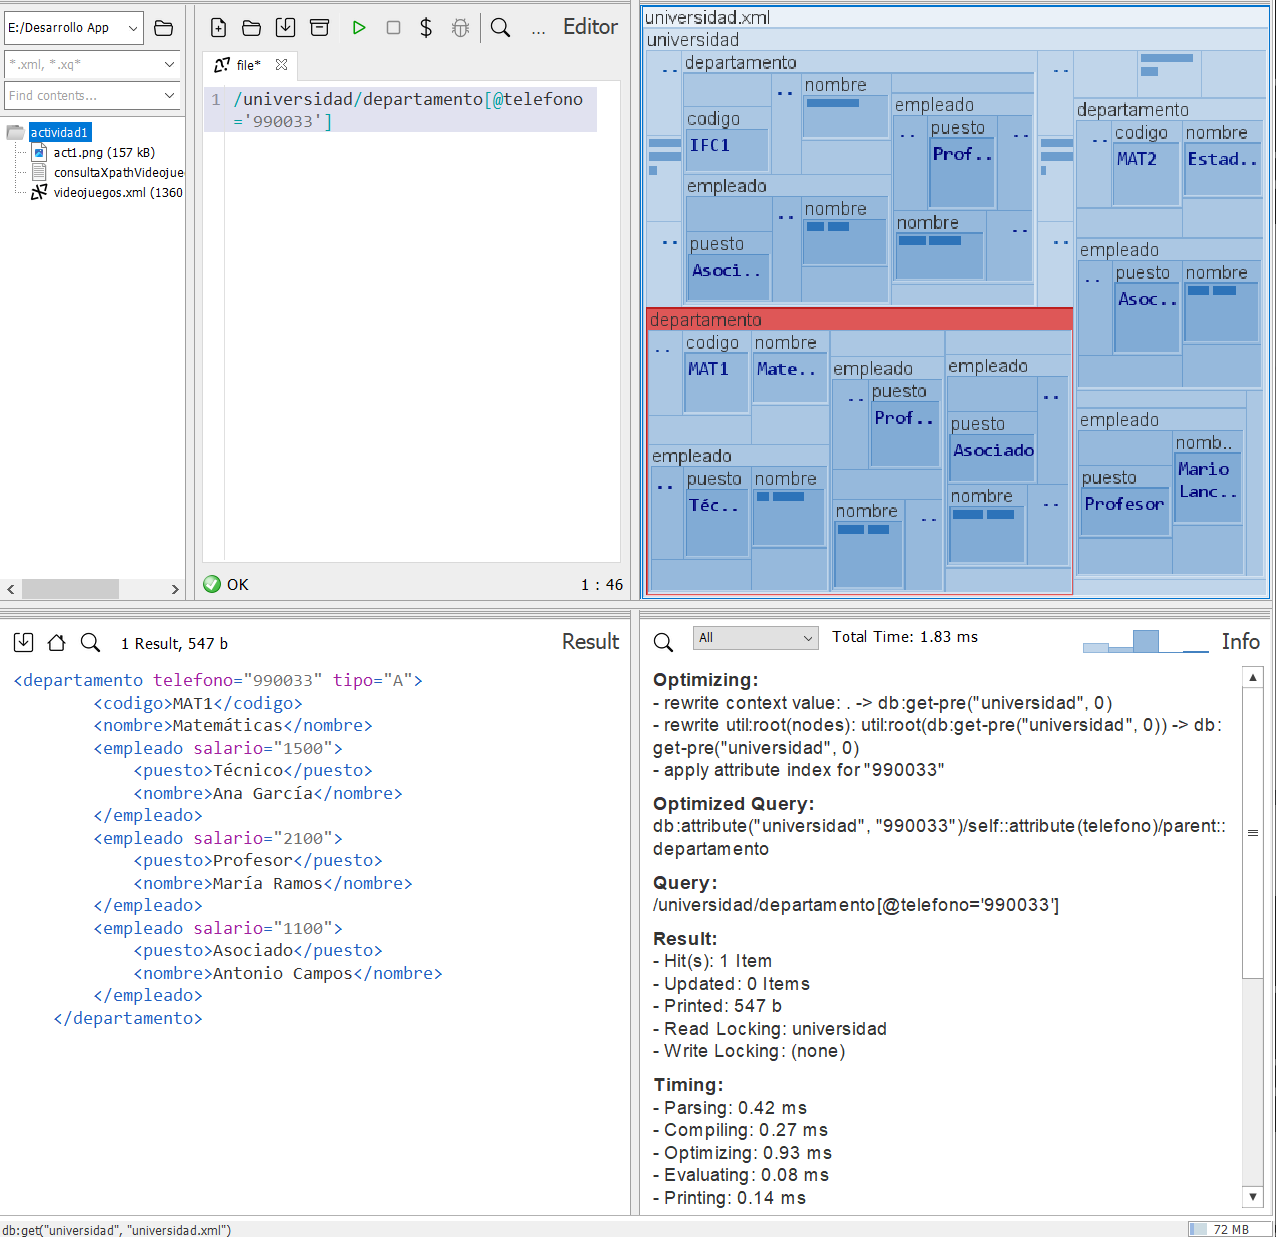 E:/Desarrollo App
*.xml, *.xq*
Find contents...
actividad1
act1.png (157 kB)
consultaXpathVideojue
videojuegos.xml (1360
...
Editor
file*
1 /universidad/departamento[@telefono
='990033']
OK
1 : 46
universidad.xml
universidad
departamento
nombre
codigo
IFC1
empleado
puesto
Prof..
nombre
empleado
nombre
puesto
Asoci..
departamento
codigo
MAT2
nombre
Estad..
empleado
puesto
Asoc..
nombre
empleado
puesto
Profesor
nomb..
Mario
Lanc..
departamento
codigo
MAT1
nombre
Mate..
empleado
puesto
Prof..
nombre
empleado
puesto
Asociado
nombre
empleado
puesto
Téc..
nombre
1 Result, 547 b
Result
<departamento telefono="990033" tipo="A">
<codigo>MAT1</codigo>
<nombre>Matemáticas</nombre>
<empleado salario="1500">
<puesto>Técnico</puesto>
<nombre>Ana García</nombre>
</empleado>
<empleado salario="2100">
<puesto>Profesor</puesto>
<nombre>María Ramos</nombre>
</empleado>
<empleado salario="1100">
<puesto>Asociado</puesto>
<nombre>Antonio Campos</nombre>
</empleado>
</departamento>
All
Total Time: 1.83 ms
Info
Optimizing:
- rewrite context value: . -> db:get-pre("universidad", 0)
- rewrite util:root(nodes): util:root(db:get-pre("universidad", 0)) -> db:
get-pre("universidad", 0)
- apply attribute index for "990033"
Optimized Query:
db:attribute("universidad", "990033")/self::attribute(telefono)/parent::
departamento
Query:
/universidad/departamento[@telefono='990033']
Result:
- Hit(s): 1 Item
- Updated: 0 Items
- Printed: 547 b
- Read Locking: universidad
- Write Locking: (none)
Timing:
- Parsing: 0.42 ms
- Compiling: 0.27 ms
- Optimizing: 0.93 ms
- Evaluating: 0.08 ms
- Printing: 0.14 ms
db:get("universidad", "universidad.xml")
72 MB